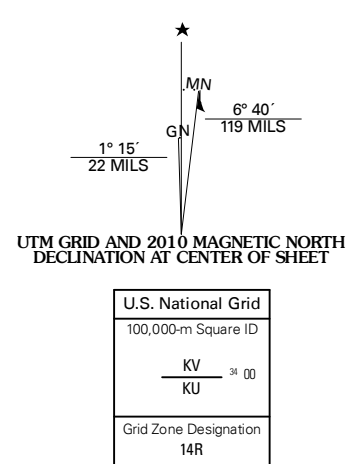 ★
MN
6° 40´
119 MILS
GN
1° 15´
22 MILS
UTM GRID AND 2010 MAGNETIC NORTH
DECLINATION AT CENTER OF SHEET
U.S. National Grid
100,000-m Square ID
KV
34 00
KU
Grid Zone Designation
14R